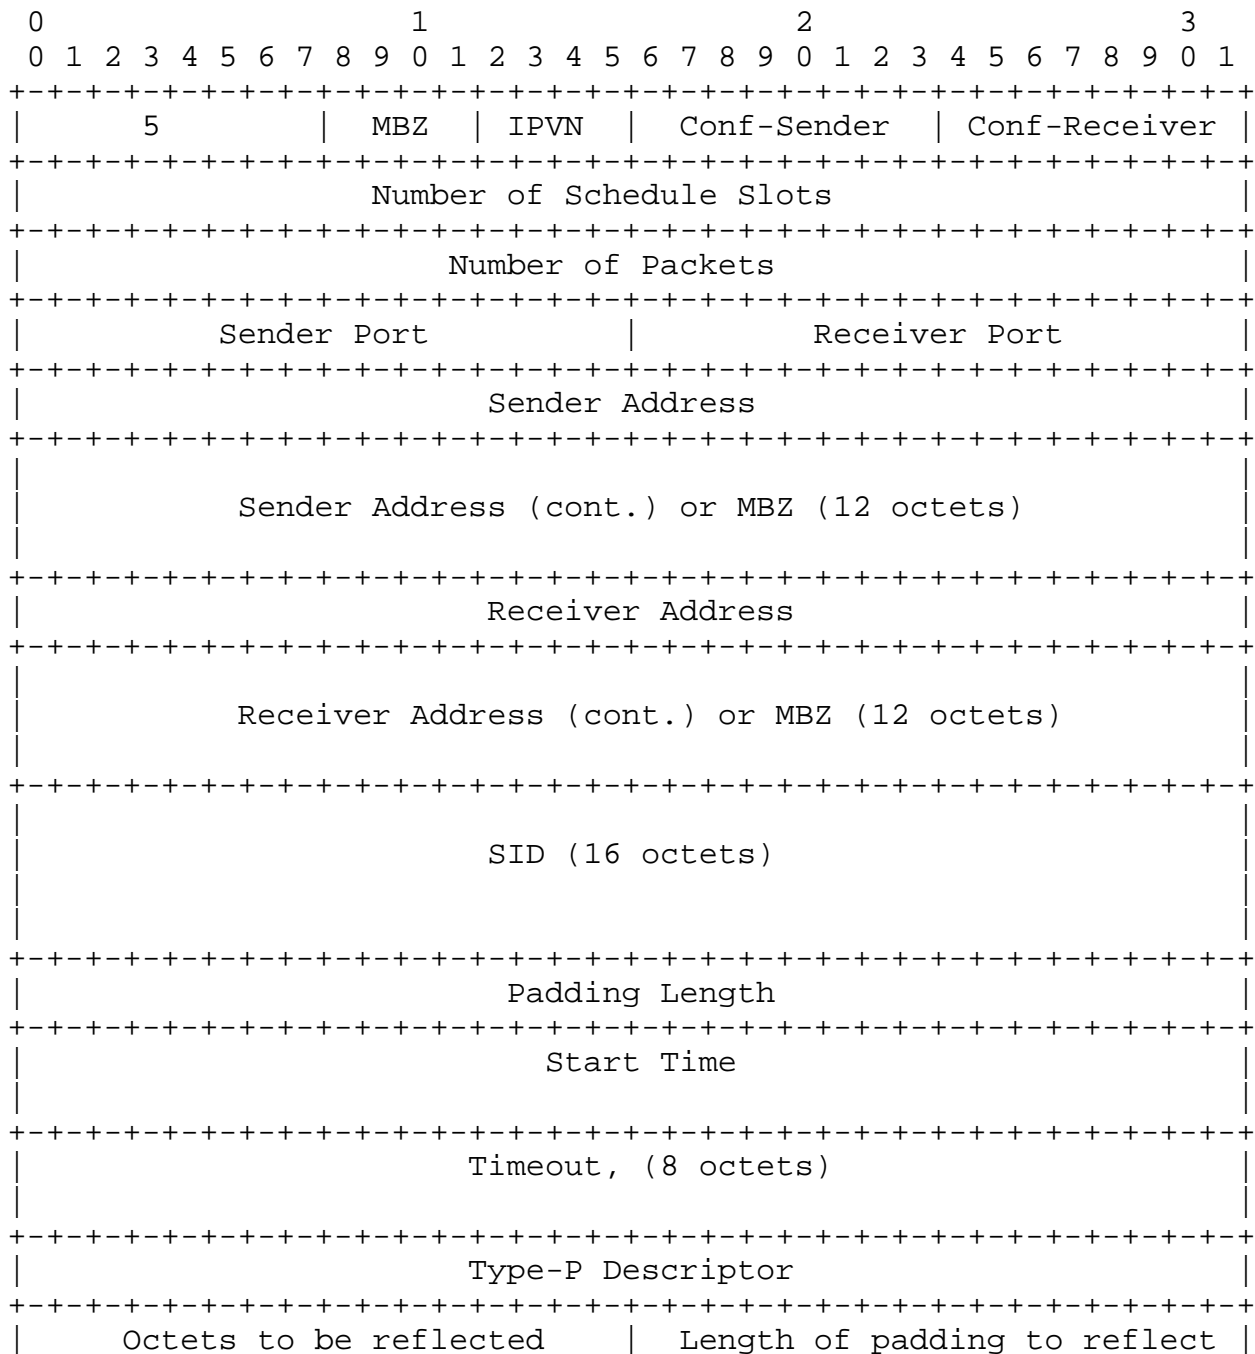 0                   1                   2                   3
0 1 2 3 4 5 6 7 8 9 0 1 2 3 4 5 6 7 8 9 0 1 2 3 4 5 6 7 8 9 0 1
+-+-+-+-+-+-+-+-+-+-+-+-+-+-+-+-+-+-+-+-+-+-+-+-+-+-+-+-+-+-+-+-+
|      5        |  MBZ  | IPVN  |  Conf-Sender  | Conf-Receiver |
+-+-+-+-+-+-+-+-+-+-+-+-+-+-+-+-+-+-+-+-+-+-+-+-+-+-+-+-+-+-+-+-+
|                  Number of Schedule Slots                     |
+-+-+-+-+-+-+-+-+-+-+-+-+-+-+-+-+-+-+-+-+-+-+-+-+-+-+-+-+-+-+-+-+
|                      Number of Packets                        |
+-+-+-+-+-+-+-+-+-+-+-+-+-+-+-+-+-+-+-+-+-+-+-+-+-+-+-+-+-+-+-+-+
|          Sender Port          |         Receiver Port         |
+-+-+-+-+-+-+-+-+-+-+-+-+-+-+-+-+-+-+-+-+-+-+-+-+-+-+-+-+-+-+-+-+
|                        Sender Address                         |
+-+-+-+-+-+-+-+-+-+-+-+-+-+-+-+-+-+-+-+-+-+-+-+-+-+-+-+-+-+-+-+-+
|                                                               |
|           Sender Address (cont.) or MBZ (12 octets)           |
|                                                               |
+-+-+-+-+-+-+-+-+-+-+-+-+-+-+-+-+-+-+-+-+-+-+-+-+-+-+-+-+-+-+-+-+
|                        Receiver Address                       |
+-+-+-+-+-+-+-+-+-+-+-+-+-+-+-+-+-+-+-+-+-+-+-+-+-+-+-+-+-+-+-+-+
|                                                               |
|           Receiver Address (cont.) or MBZ (12 octets)         |
|                                                               |
+-+-+-+-+-+-+-+-+-+-+-+-+-+-+-+-+-+-+-+-+-+-+-+-+-+-+-+-+-+-+-+-+
|                                                               |
|                        SID (16 octets)                        |
|                                                               |
|                                                               |
+-+-+-+-+-+-+-+-+-+-+-+-+-+-+-+-+-+-+-+-+-+-+-+-+-+-+-+-+-+-+-+-+
|                         Padding Length                        |
+-+-+-+-+-+-+-+-+-+-+-+-+-+-+-+-+-+-+-+-+-+-+-+-+-+-+-+-+-+-+-+-+
|                           Start Time                          |
|                                                               |
+-+-+-+-+-+-+-+-+-+-+-+-+-+-+-+-+-+-+-+-+-+-+-+-+-+-+-+-+-+-+-+-+
|                       Timeout, (8 octets)                     |
|                                                               |
+-+-+-+-+-+-+-+-+-+-+-+-+-+-+-+-+-+-+-+-+-+-+-+-+-+-+-+-+-+-+-+-+
|                       Type-P Descriptor                       |
+-+-+-+-+-+-+-+-+-+-+-+-+-+-+-+-+-+-+-+-+-+-+-+-+-+-+-+-+-+-+-+-+
|     Octets to be reflected    |  Length of padding to reflect |